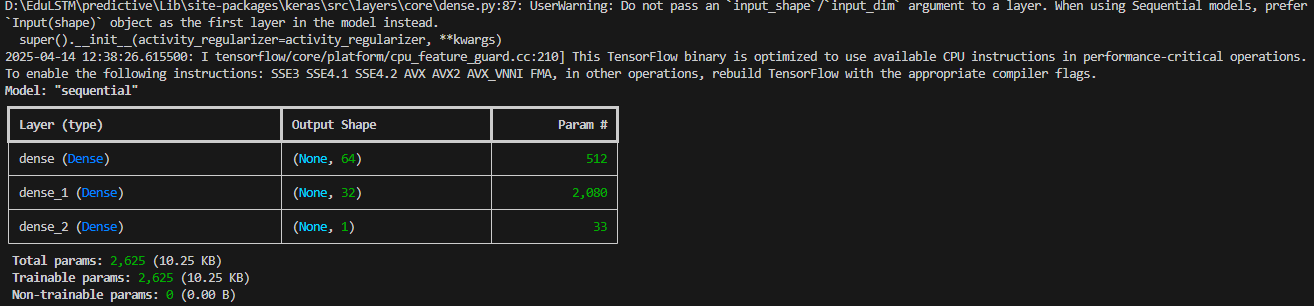 D:\EduLSTM\predictive\Lib\site-packages\keras\src\layers\core\dense.py:87: UserWarning: Do not pass an `input_shape`/`input_dim` argument to a layer. When using Sequential models, prefer
`Input(shape)` object as the first layer in the model instead.
super().__init__(activity_regularizer=activity_regularizer, **kwargs)
2025-04-14 12:38:26.615500: I tensorflow/core/platform/cpu_feature_guard.cc:210] This TensorFlow binary is optimized to use available CPU instructions in performance-critical operations.
To enable the following instructions: SSE3 SSE4.1 SSE4.2 AVX AVX2 AVX_VNNI FMA, in other operations, rebuild TensorFlow with the appropriate compiler flags.
Model: "sequential"
Layer (type) Output Shape Param #
dense (Dense) (None, 64) 512
dense_1 (Dense) (None, 32) 2,080
dense_2 (Dense) (None, 1) 33
Total params: 2,625 (10.25 KB)
Trainable params: 2,625 (10.25 KB)
Non-trainable params: 0 (0.00 B)